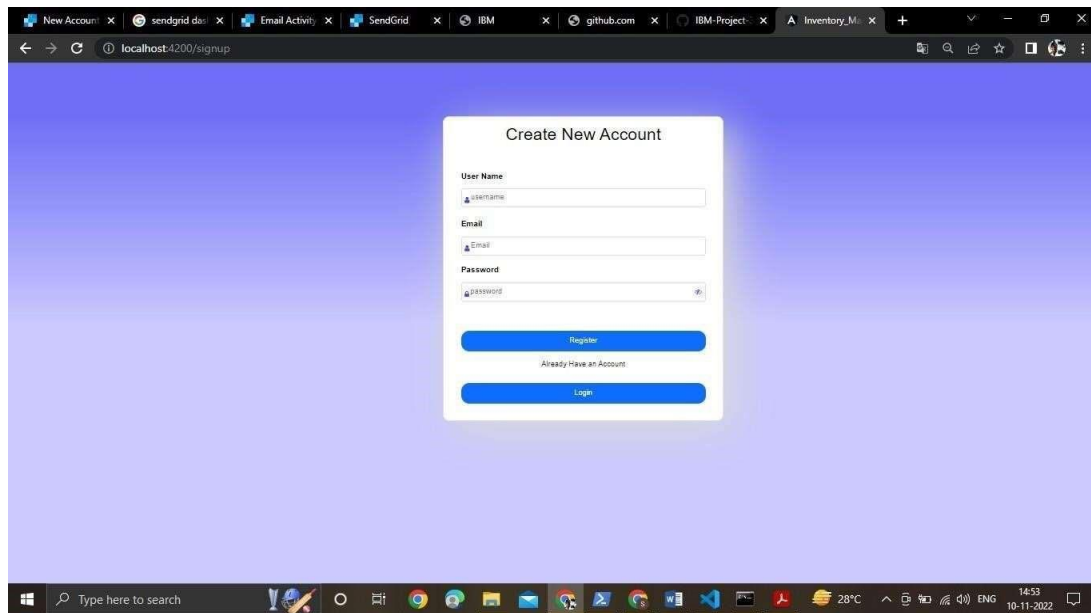 New Account
sendgrid das
Email Activity
SendGrid
IBM
github.com
IBM-Project-
Inventory_Ma
localhost:4200/signup
Create New Account
User Name
username
Email
Email
Password
password
Register
Already Have an Account
Login
Type here to search
28°C
ENG
14:53
10-11-2022